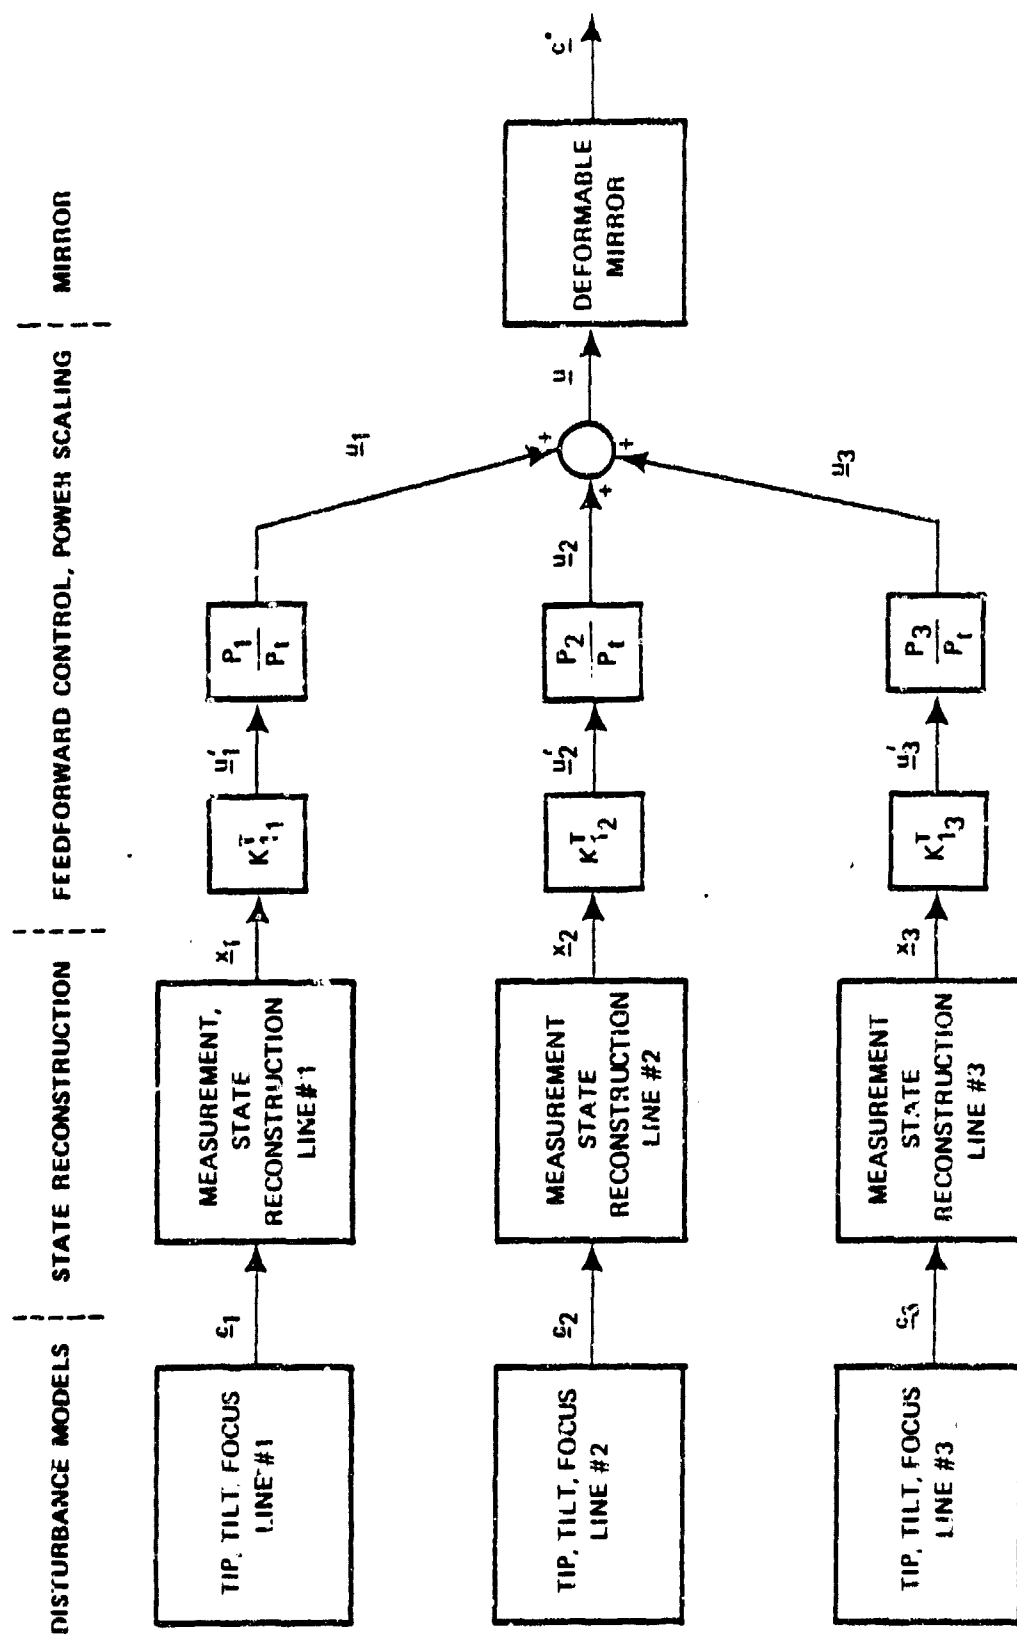 DISTURBANCE MODELS
STATE RECONSTRUCTION
FEEDFORWARD CONTROL, POWER SCALING
MIRROR
TIP, TILT, FOCUS
LINE #1
c1
MEASUREMENT,
STATE
RECONSTRUCTION
LINE #1
x1
K^T_11
u'1
P1
Pt
u1
TIP, TILT, FOCUS
LINE #2
c2
MEASUREMENT
STATE
RECONSTRUCTION
LINE #2
x2
K^T_12
u'2
P2
Pt
u2
+
+
+
u
DEFORMABLE
MIRROR
c*
TIP, TILT, FOCUS
LINE #3
c3
MEASUREMENT
STATE
RECONSTRUCTION
LINE #3
x3
K^T_13
u'3
P3
Pt
u3